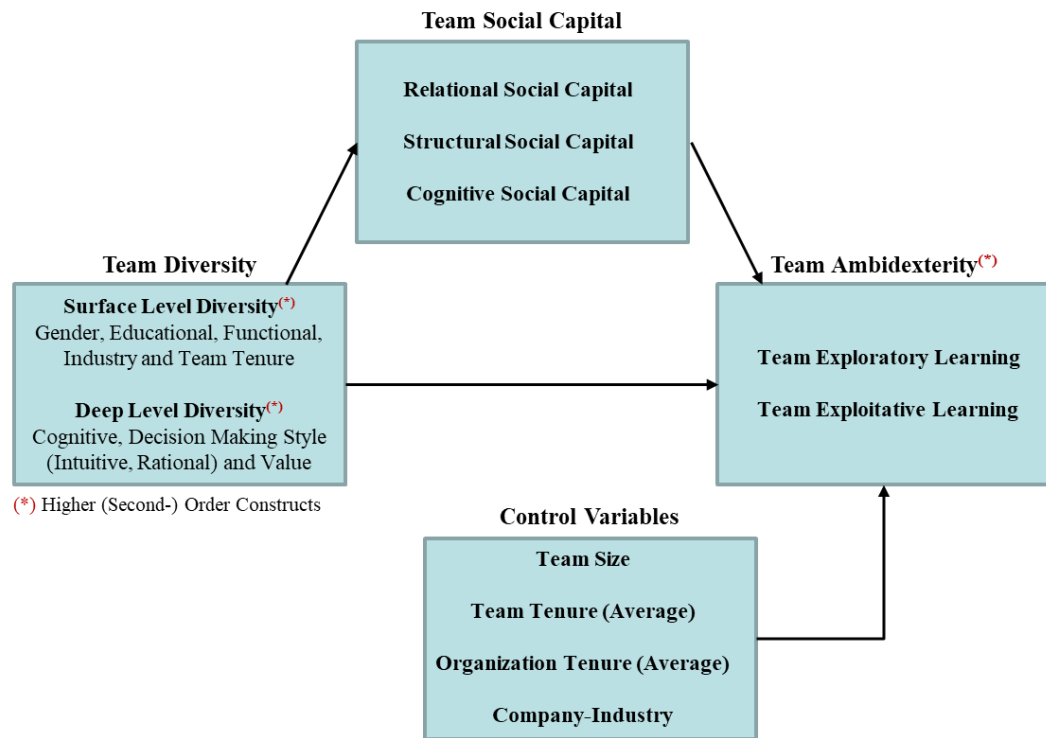 Team Social Capital
Relational Social Capital
Structural Social Capital
Cognitive Social Capital
Team Diversity
Surface Level Diversity(*)
Gender, Educational, Functional,
Industry and Team Tenure
Deep Level Diversity(*)
Cognitive, Decision Making Style
(Intuitive, Rational) and Value
(*) Higher (Second-) Order Constructs
Team Ambidexterity(*)
Team Exploratory Learning
Team Exploitative Learning
Control Variables
Team Size
Team Tenure (Average)
Organization Tenure (Average)
Company-Industry